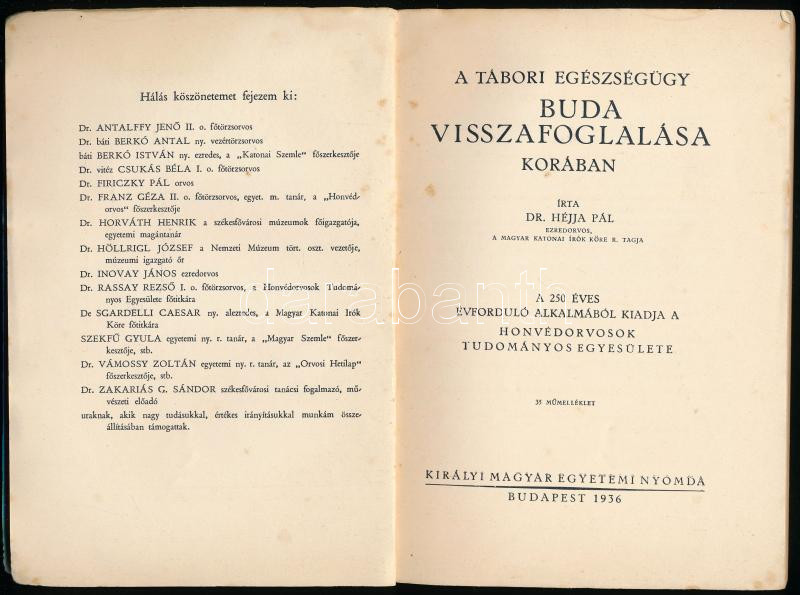 Hálás köszönetemet fejezem ki:
Dr. ANTALFFY JENŐ II. o. főtörzsorvos
Dr. báti BERKÓ ANTAL ny. vezértörzsorvos
báti BERKÓ ISTVÁN ny. ezredes, a „Katonai Szemle" főszerkesztője
Dr. vitéz CSUKÁS BÉLA I. o. főtörzsorvos
Dr. FIRICZKY PÁL orvos
Dr. FRANZ GÉZA II. o. főtörzsorvos, egyet. m. tanár, a „Honvéd-
orvos" főszerkesztője
Dr. HORVÁTH HENRIK a székesfővárosi múzeumok főigazgatója,
egyetemi magántanár
Dr. HÖLLRIGL JÓZSEF a Nemzeti Múzeum tört. oszt. vezetője,
múzeumi igazgató őr
Dr. INOVAY JÁNOS ezredorvos
Dr. RASSAY REZSŐ I. o. főtörzsorvos, a Honvédorvosok Tudomá-
nyos Egyesülete főtitkára
De SGARDELLI CAESAR ny. alezredes, a Magyar Katonai Irók
Köre főtitkára
SZEKFŰ GYULA egyetemi ny. r. tanár, a „Magyar Szemle" főszer-
kesztője, stb.
Dr. VÁMOSSY ZOLTÁN egyetemi ny. r. tanár, az „Orvosi Hetilap"
főszerkesztője, stb.
Dr. ZAKARIÁS G. SÁNDOR székesfővárosi tanácsi fogalmazó, mű-
vészeti előadó
uraknak, akik nagy tudásukkal, értékes irányításukkal munkám össze-
állításában támogattak.
A TÁBORI EGÉSZSÉGÜGY
BUDA
VISSZAFOGLALÁSA
KORÁBAN
ÍRTA
DR. HÉJJA PÁL
EZREDORVOS,
A MAGYAR KATONAI ÍRÓK KÖRE R. TAGJA
A 250 ÉVES
ÉVFORDULÓ ALKALMÁBÓL KIADJA A
HONVÉDORVOSOK
TUDOMÁNYOS EGYESÜLETE
35 MŰMELLÉKLET
KIRÁLYI MAGYAR EGYETEMI NYOMDA
BUDAPEST 1936
darabanth